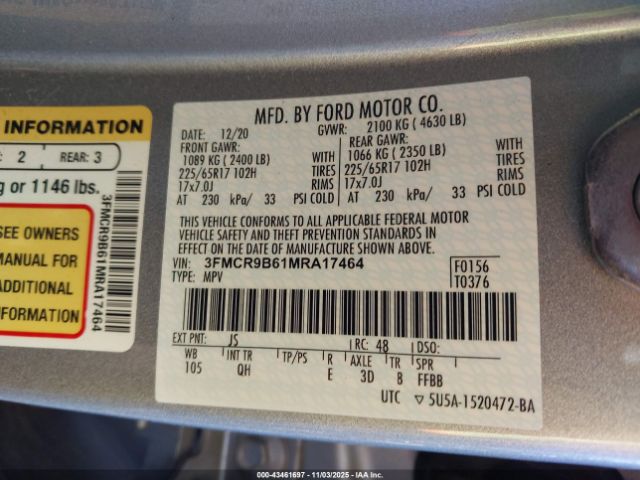 INFORMATION
2
REAR: 3
g or 1146 lbs.
SEE OWNERS
MANUAL FOR
ADDITIONAL
INFORMATION
3FMCR9B61MRA17464
MFD. BY FORD MOTOR CO.
DATE: 12/20 GVWR: 2100 KG ( 4630 LB)
FRONT GAWR: REAR GAWR:
1089 KG ( 2400 LB) WITH 1066 KG ( 2350 LB) WITH
225/65R17 102H TIRES 225/65R17 102H TIRES
17x7.0J RIMS 17x7.0J RIMS
AT 230 kPa/ 33 PSI COLD AT 230 kPa/ 33 PSI COLD
THIS VEHICLE CONFORMS TO ALL APPLICABLE FEDERAL MOTOR
VEHICLE SAFETY AND THEFT PREVENTION STANDARDS IN
EFFECT ON THE DATE OF MANUFACTURE SHOWN ABOVE.
VIN: 3FMCR9B61MRA17464
TYPE: MPV
F0156
T0376
EXT PNT: JS RC: 48 DSO:
WB INT TR TP/PS R AXLE TR SPR
105 QH E 3D 8 FFBB
UTC ▽ 5U5A-1520472-BA
000-43461697 - 11/03/2025 - IAAI, Inc. copart